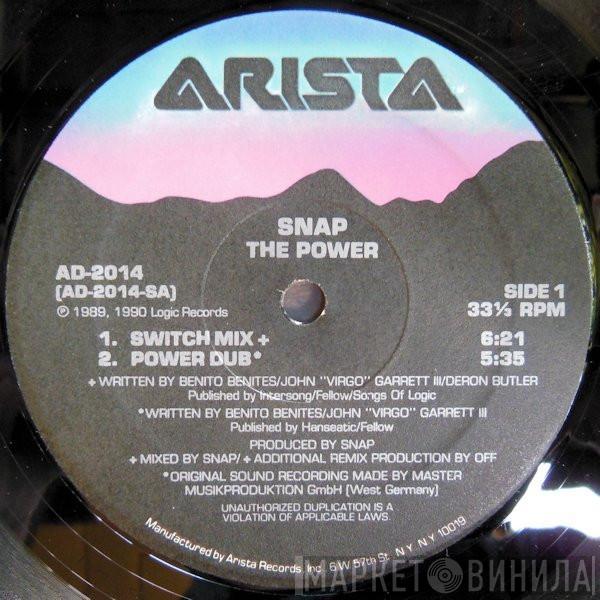 ARISTA
SNAP
THE POWER
AD-2014
(AD-2014-SA)
℗ 1989, 1990 Logic Records
SIDE 1
33⅓ RPM
1. SWITCH MIX + 6:21
2. POWER DUB* 5:35
+ WRITTEN BY BENITO BENITES/JOHN "VIRGO" GARRETT III/DERON BUTLER
Published by Intersong/Fellow/Songs Of Logic
*WRITTEN BY BENITO BENITES/JOHN "VIRGO" GARRETT III
Published by Hanseatic/Fellow
PRODUCED BY SNAP
+ MIXED BY SNAP/ + ADDITIONAL REMIX PRODUCTION BY OFF
*ORIGINAL SOUND RECORDING MADE BY MASTER
MUSIKPRODUKTION GmbH (West Germany)
UNAUTHORIZED DUPLICATION IS A
VIOLATION OF APPLICABLE LAWS.
Manufactured by Arista Records, Inc., 6 W. 57th St., N.Y., N.Y. 10019
МАРКЕТ ВИНИЛА